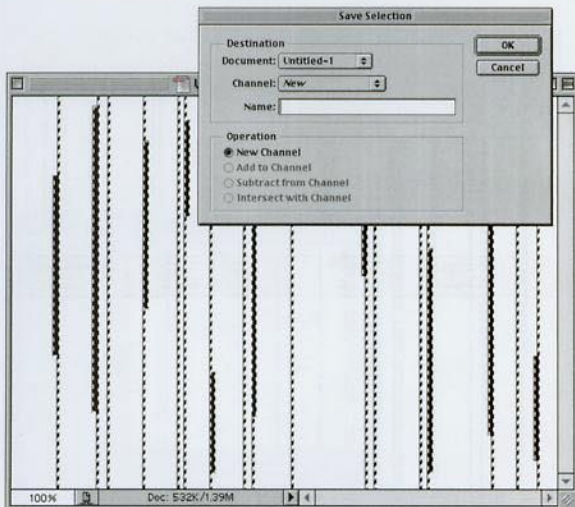 Save Selection
Destination
Document: Untitled-1
Channel: New
Name:
OK
Cancel
Operation
New Channel
Add to Channel
Subtract from Channel
Intersect with Channel
100%
Doc: 532K/1.39M